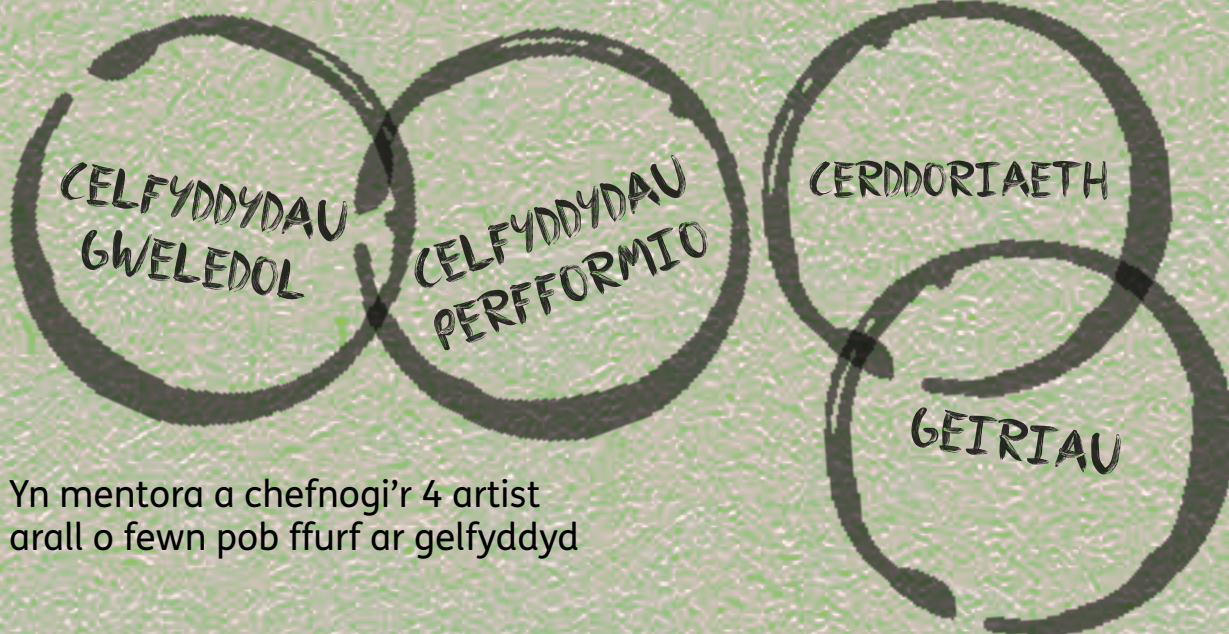 CELFYDDYDAU
GWELEDOL
CELFYDDYDAU
PERFFORMIO
CERDDORIAETH
GEIRIAU
Yn mentora a chefnogi’r 4 artist
arall o fewn pob ffurf ar gelfyddyd